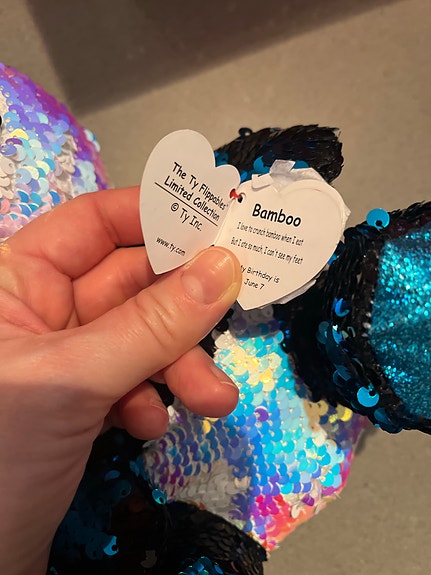 The Ty Flippables
Limited Collection
© Ty Inc.
www.ty.com
Bamboo
I love to crunch bamboo when I eat
But I ate so much, I can't see my feet
y Birthday is
June 7